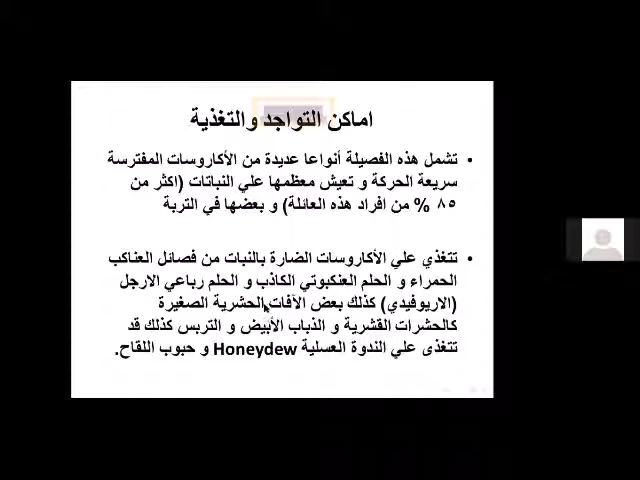 اماكن التواجد والتغذية
• تشمل هذه الفصيلة أنواعا عديدة من الأكاروسات المفترسة
سريعة الحركة و تعيش معظمها علي النباتات (اكثر من
٨٥ % من افراد هذه العائلة) و بعضها في التربة
• تتغذي علي الأكاروسات الضارة بالنبات من فصائل العناكب
الحمراء و الحلم العنكبوتي الكاذب و الحلم رباعي الارجل
(الاريوفيدي) كذلك بعض الآفات الحشرية الصغيرة
كالحشرات القشرية و الذباب الأبيض و التربس كذلك قد
تتغذى علي الندوة العسلية Honeydew و حبوب اللقاح.